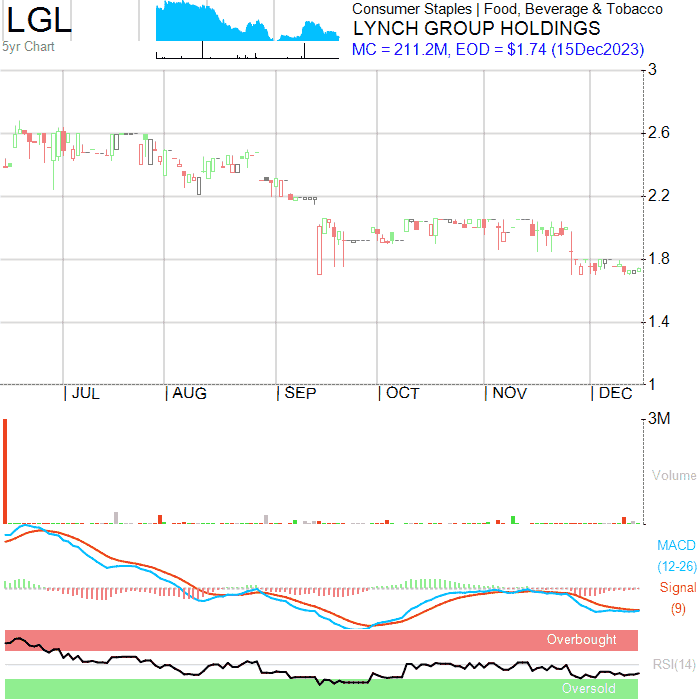 LGL
5yr Chart
Consumer Staples | Food, Beverage & Tobacco
LYNCH GROUP HOLDINGS
MC = 211.2M, EOD = $1.74 (15Dec2023)
3
2.6
2.2
1.8
1.4
1
JUL AUG SEP OCT NOV DEC
3M
Volume
MACD
(12-26)
Signal
(9)
Overbought
RSI(14)
Oversold